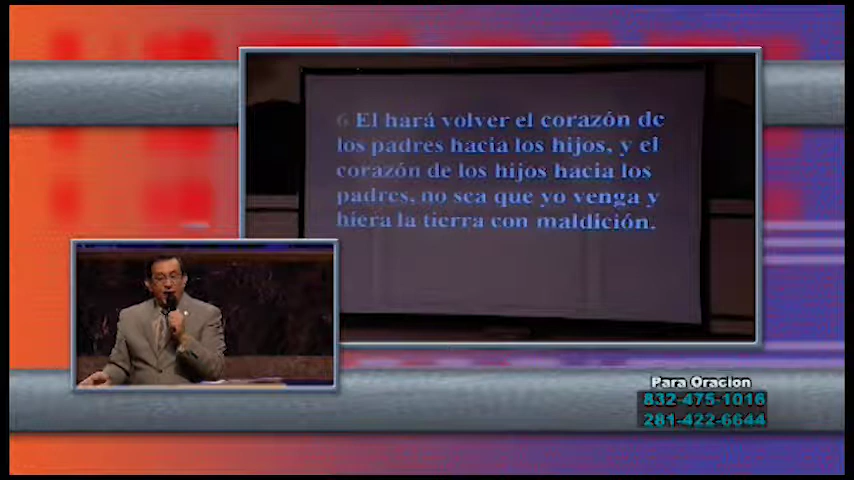 6 El hará volver el corazón de
los padres hacia los hijos, y el
corazón de los hijos hacia los
padres, no sea que yo venga y
hiera la tierra con maldición.
Para Oracion
832-475-1016
281-422-6644